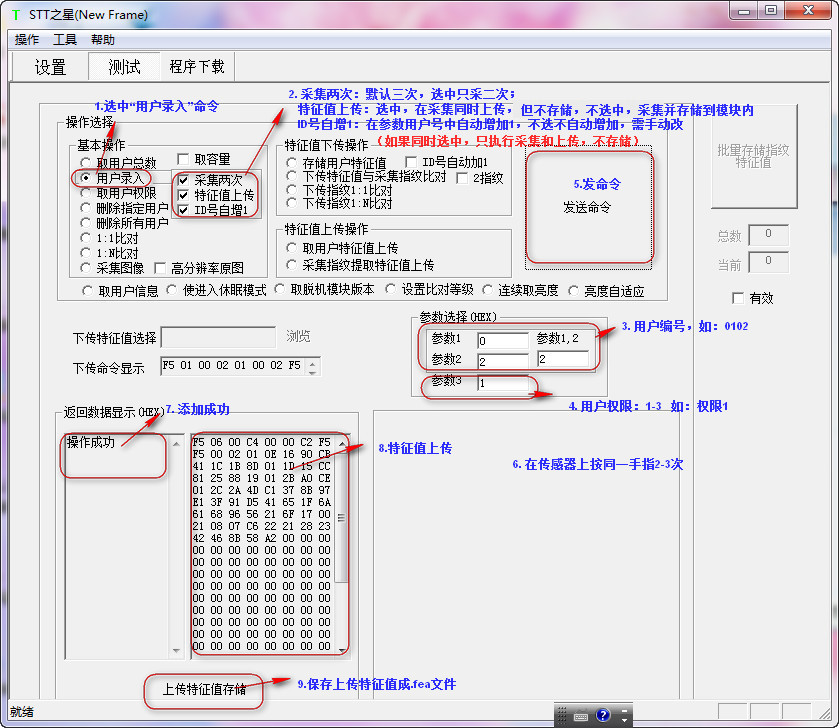 STT之星(New Frame)
操作 工具 帮助
设置 测试 程序下载
1.选中“用户录入”命令
2. 采集两次：默认三次，选中只采二次；
特征值上传：选中，在采集同时上传，但不存储，不选中，采集并存储到模块内
ID号自增1：在参数用户号中自动增加1，不选不自动增加，需手动改
（如果同时选中，只执行采集和上传，不存储）
操作选择
基本操作
取用户总数 取容量
用户录入 采集两次
取用户权限 特征值上传
删除指定用户 ID号自增1
删除所有用户
1:1比对
1:N比对
采集图像 高分辨率原图
特征值下传操作
存储用户特征值 ID号自动加1
下传特征值与采集指纹比对 2指纹
下传指纹1:1比对
下传指纹1:N比对
特征值上传操作
取用户特征值上传
采集指纹提取特征值上传
5.发命令
发送命令
批量存储指纹
特征值
总数 0
当前 0
有效
取用户信息 使进入休眠模式 取脱机模块版本 设置比对等级 连续取亮度 亮度自适应
下传特征值选择 浏览
下传命令显示 F5 01 00 02 01 00 02 F5
参数选择(HEX)
参数1 0 参数1,2
参数2 2 2
参数3 1
3. 用户编号，如：0102
4. 用户权限：1-3 如：权限1
返回数据显示(HEX)
7. 添加成功
操作成功
F5 06 00 C4 00 00 C2 F5
F5 00 02 01 0E 16 90 CB
41 1C 1B 8D 01 1D 15 CC
81 25 88 19 01 2B A0 CE
01 2C 2A 4D C1 37 8B 97
E1 3F 91 D5 41 65 1F 6A
61 68 96 56 21 6F 17 00
21 08 07 C6 22 21 28 23
42 46 8B 58 A2 00 00 00
00 00 00 00 00 00 00 00
00 00 00 00 00 00 00 00
00 00 00 00 00 00 00 00
00 00 00 00 00 00 00 00
00 00 00 00 00 00 00 00
00 00 00 00 00 00 00 00
00 00 00 00 00 00 00 00
00 00 00 00 00 00 00 00
00 00 00 00 00 00 00 00
8.特征值上传
6. 在传感器上按同一手指2-3次
上传特征值存储
9.保存上传特征值成.fea文件
就绪